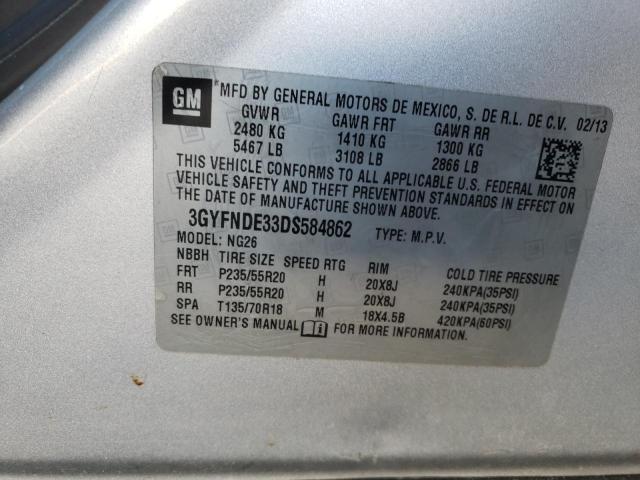 GM
*MFD BY GENERAL MOTORS DE MEXICO, S. DE R.L. DE C.V. 02/13
GVWR GAWR FRT GAWR RR
2480 KG 1410 KG 1300 KG
5467 LB 3108 LB 2866 LB
THIS VEHICLE CONFORMS TO ALL APPLICABLE U.S. FEDERAL MOTOR
VEHICLE SAFETY AND THEFT PREVENTION STANDARDS IN EFFECT ON
THE DATE OF MANUFACTURE SHOWN ABOVE.
3GYFNDE33DS584862 TYPE: M.P.V.
MODEL: NG26
NBBH TIRE SIZE SPEED RTG RIM COLD TIRE PRESSURE
FRT P235/55R20 H 20X8J 240KPA(35PSI)
RR P235/55R20 H 20X8J 240KPA(35PSI)
SPA T135/70R18 M 18X4.5B 420KPA(60PSI)
SEE OWNER'S MANUAL FOR MORE INFORMATION.